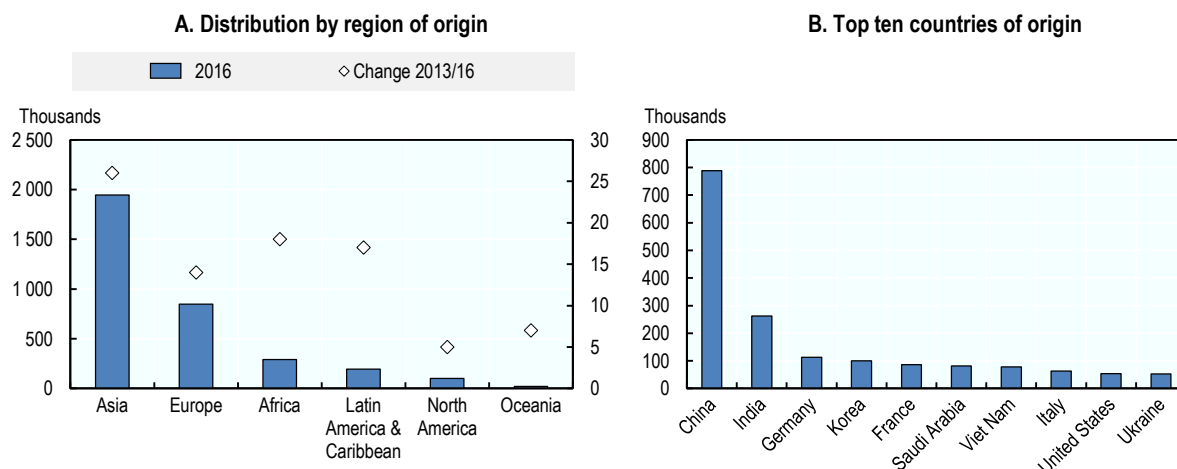 A. Distribution by region of origin
2016
Change 2013/16
Thousands
2 500
2 000
1 500
1 000
500
0
30
25
20
15
10
5
0
Asia
Europe
Africa
Latin
America &
Caribbean
North
America
Oceania
B. Top ten countries of origin
Thousands
900
800
700
600
500
400
300
200
100
0
China
India
Germany
Korea
France
Saudi Arabia
Viet Nam
Italy
United States
Ukraine